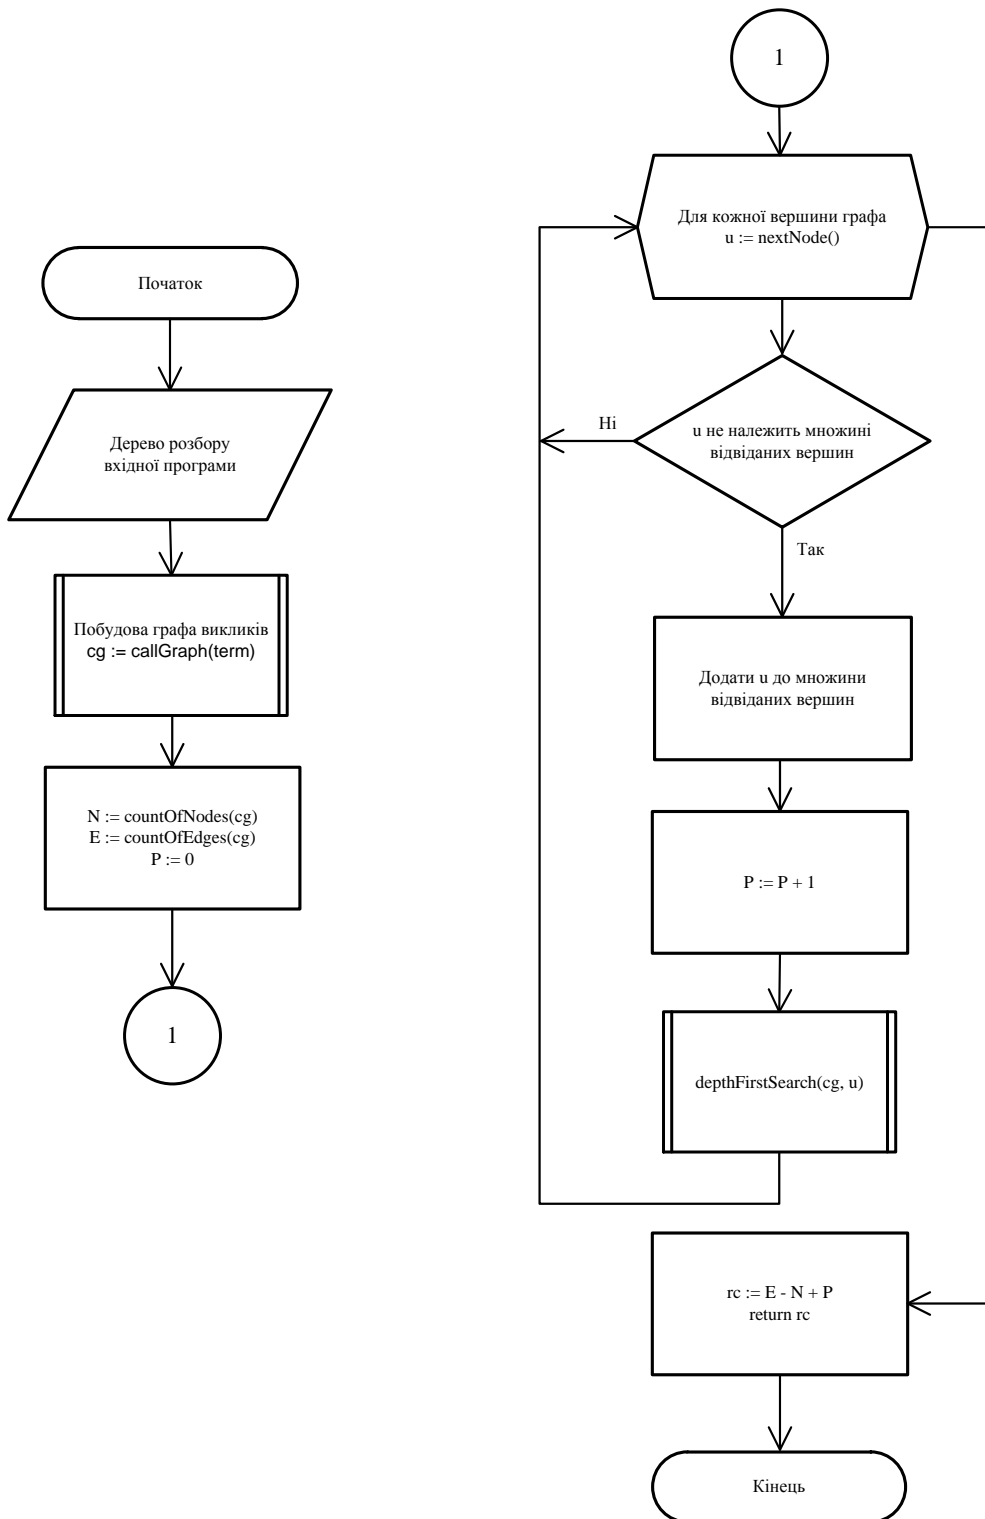 Початок
Дерево розбору
вхідної програми
Побудова графа викликів
cg := callGraph(term)
N := countOfNodes(cg)
E := countOfEdges(cg)
P := 0
1
1
Для кожної вершини графа
u := nextNode()
Ні
u не належить множині
відвіданих вершин
Так
Додати u до множини
відвіданих вершин
P := P + 1
depthFirstSearch(cg, u)
rc := E - N + P
return rc
Кінець